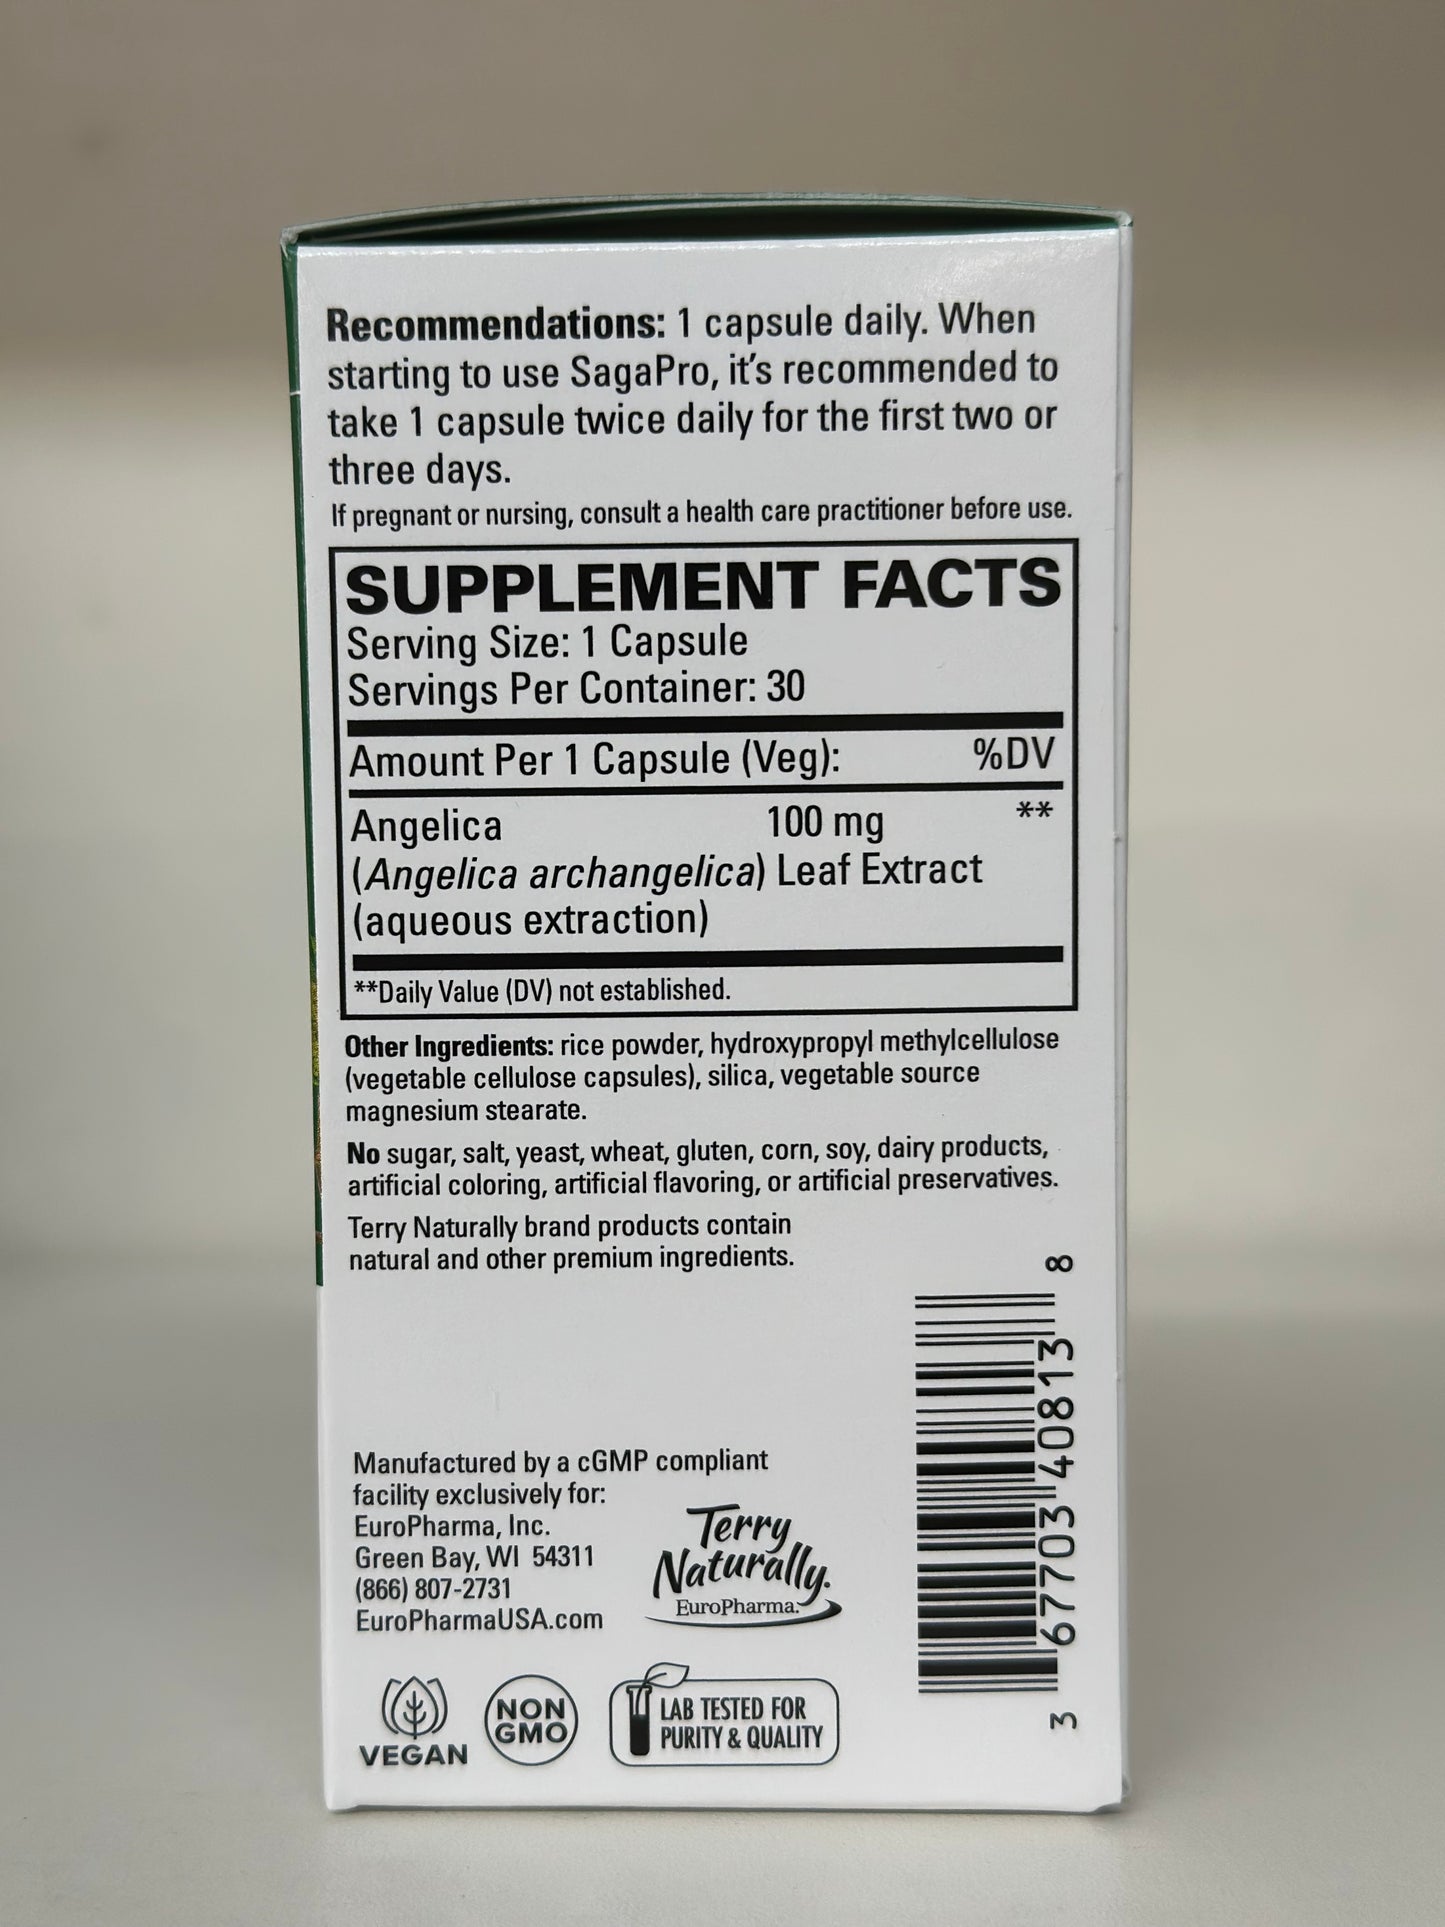 Recommendations: 1 capsule daily. When
starting to use SagaPro, it's recommended to
take 1 capsule twice daily for the first two or
three days.
If pregnant or nursing, consult a health care practitioner before use.
SUPPLEMENT FACTS
Serving Size: 1 Capsule
Servings Per Container: 30
Amount Per 1 Capsule (Veg): %DV
Angelica 100 mg **
(Angelica archangelica) Leaf Extract
(aqueous extraction)
**Daily Value (DV) not established.
Other Ingredients: rice powder, hydroxypropyl methylcellulose
(vegetable cellulose capsules), silica, vegetable source
magnesium stearate.
No sugar, salt, yeast, wheat, gluten, corn, soy, dairy products,
artificial coloring, artificial flavoring, or artificial preservatives.
Terry Naturally brand products contain
natural and other premium ingredients.
Manufactured by a cGMP compliant
facility exclusively for:
EuroPharma, Inc.
Green Bay, WI 54311
(866) 807-2731
EuroPharmaUSA.com
Terry
Naturally.
EuroPharma.
3 67703 40813 8
VEGAN
NON
GMO
LAB TESTED FOR
PURITY & QUALITY